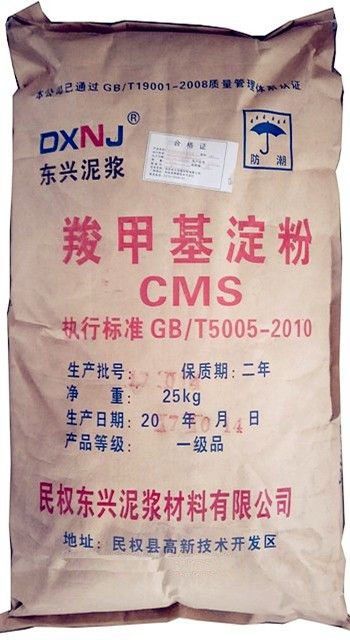 本公司已通过GB/T19001-2008质量管理体系认证
DXNJ®
东兴泥浆
合格证
防潮
羧甲基淀粉
CMS
执行标准 GB/T5005-2010
生产批号: 保质期: 二年
净 重: 25kg
生产日期: 20 年 月 日
产品等级: 一级品
民权东兴泥浆材料有限公司
地址: 民权县高新技术开发区